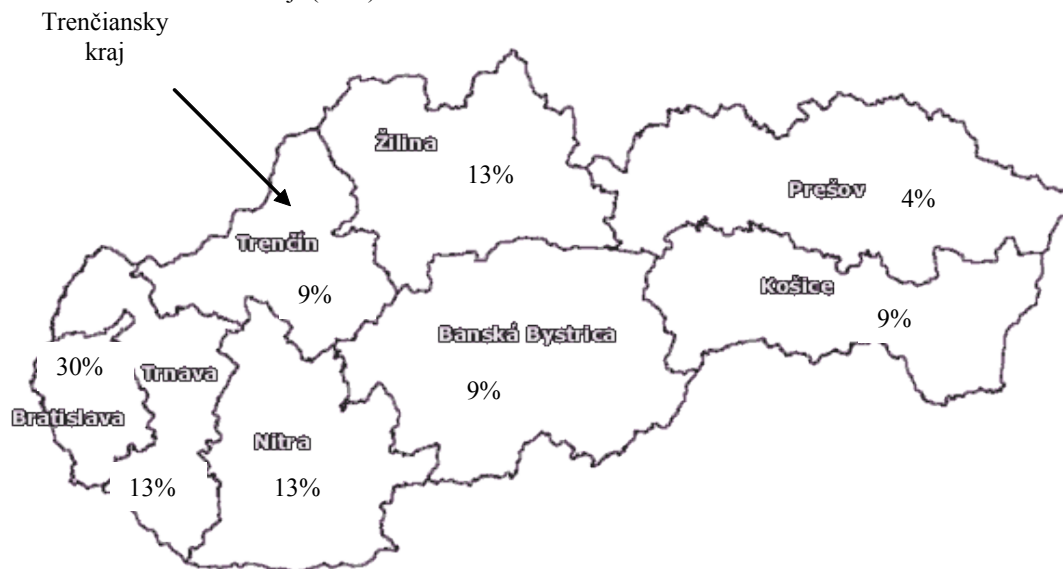 Trenčiansky
kraj
Žilina
13%
Prešov
4%
Trenčín
9%
Košice
9%
Banská Bystrica
9%
30%
Trnava
Bratislava
Nitra
13%
13%